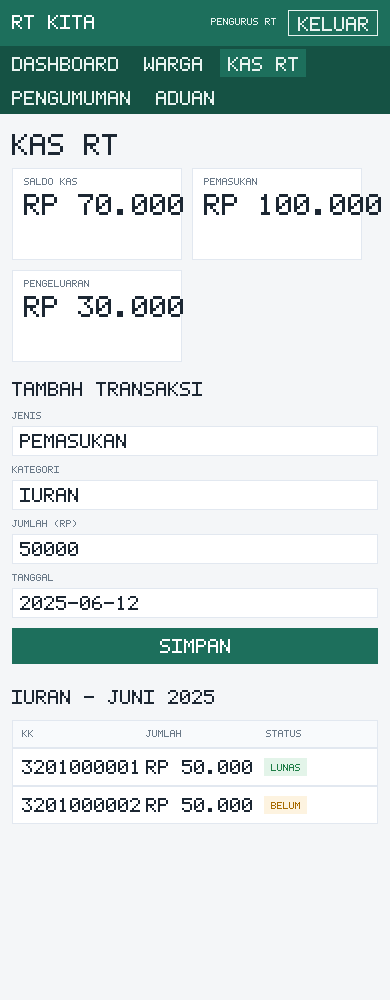 RT KITA
PENGURUS RT
KELUAR
DASHBOARD WARGA KAS RT
PENGUMUMAN ADUAN
KAS RT
SALDO KAS
RP 70.000
PEMASUKAN
RP 100.000
PENGELUARAN
RP 30.000
TAMBAH TRANSAKSI
JENIS
PEMASUKAN
KATEGORI
IURAN
JUMLAH (RP)
50000
TANGGAL
2025-06-12
SIMPAN
IURAN - JUNI 2025
KK JUMLAH STATUS
3201000001 RP 50.000 LUNAS
3201000002 RP 50.000 BELUM